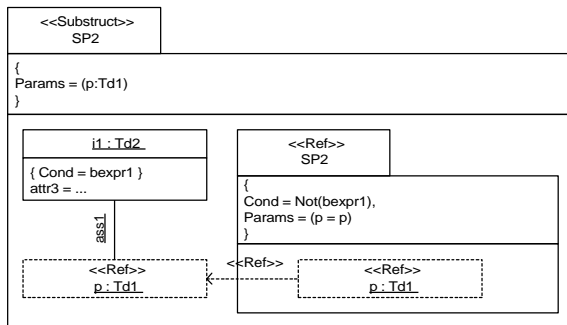 <<Substruct>>
SP2
{
Params = (p:Td1)
}
i1 : Td2
{ Cond = bexpr1 }
attr3 = ...
ass1
<<Ref>>
p : Td1
<<Ref>>
<<Ref>>
SP2
{
Cond = Not(bexpr1),
Params = (p = p)
}
<<Ref>>
p : Td1